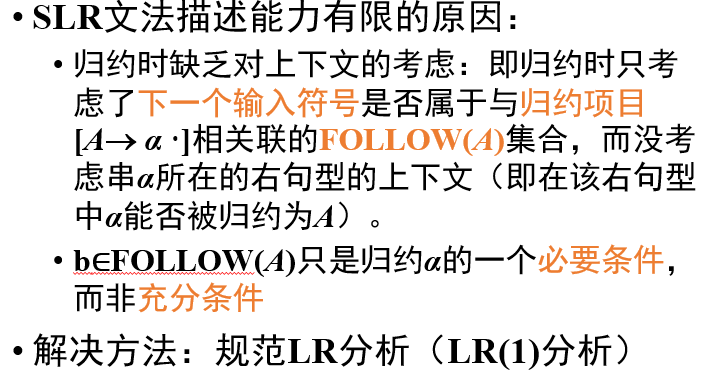 • SLR文法描述能力有限的原因：
• 归约时缺乏对上下文的考虑：即归约时只考
虑了下一个输入符号是否属于与归约项目
[A→ α ·]相关联的FOLLOW(A)集合，而没考
虑串α所在的右句型的上下文（即在该右句型
中α能否被归约为A）。
• b∈FOLLOW(A)只是归约α的一个必要条件，
而非充分条件
• 解决方法：规范LR分析（LR(1)分析）